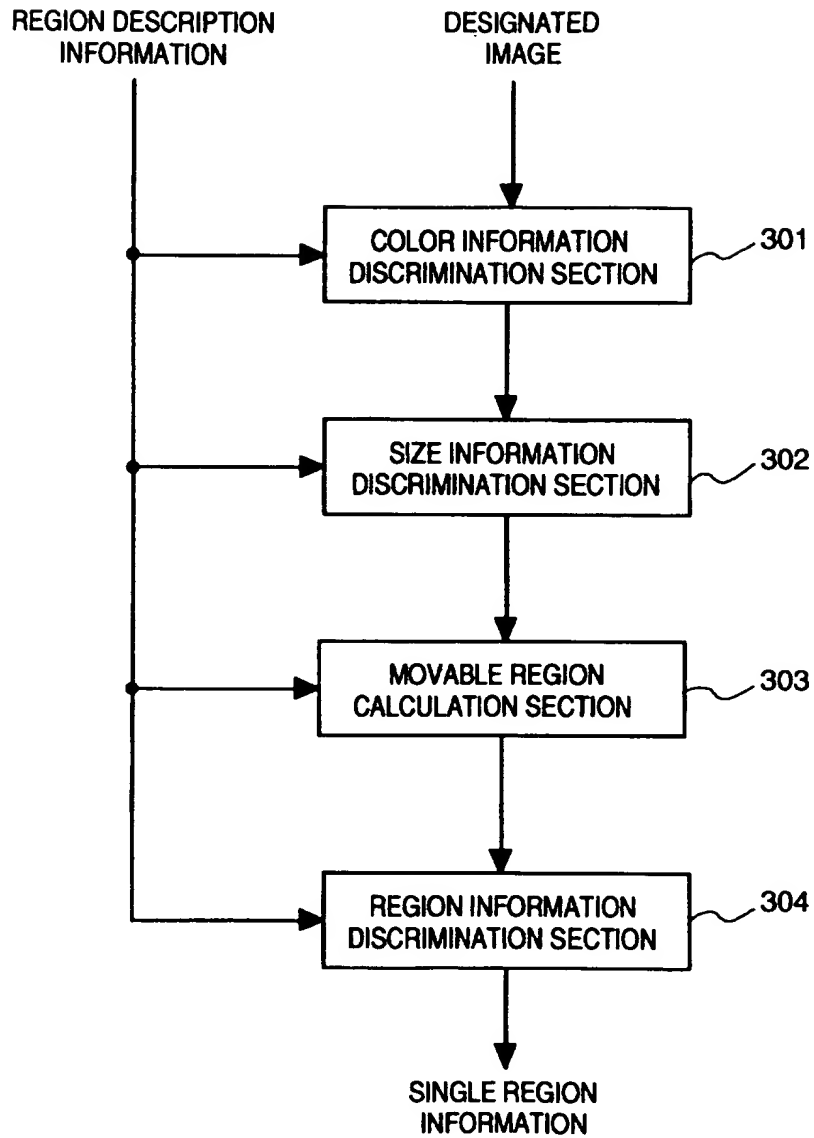 REGION DESCRIPTION
INFORMATION
DESIGNATED
IMAGE
COLOR INFORMATION
DISCRIMINATION SECTION
301
SIZE INFORMATION
DISCRIMINATION SECTION
302
MOVABLE REGION
CALCULATION SECTION
303
REGION INFORMATION
DISCRIMINATION SECTION
304
SINGLE REGION
INFORMATION